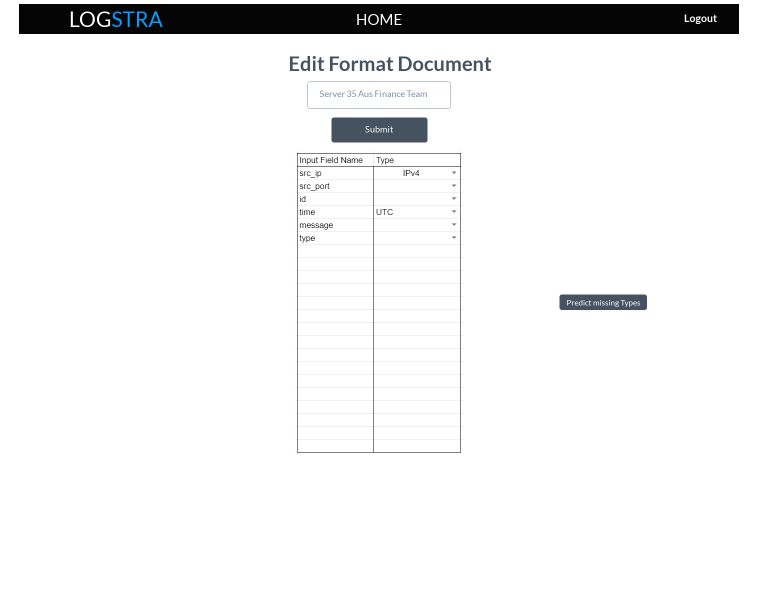 LOGSTRA HOME Logout
Edit Format Document
Server 35 Aus Finance Team
Submit
Input Field Name Type
src_ip IPv4
src_port
id
time UTC
message
type
Predict missing Types